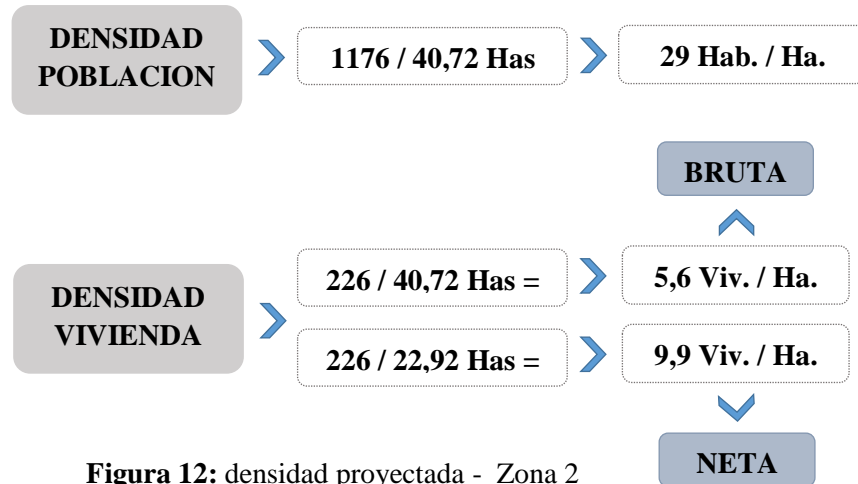 DENSIDAD
POBLACION
1176 / 40,72 Has
29 Hab. / Ha.
BRUTA
DENSIDAD
VIVIENDA
226 / 40,72 Has =
5,6 Viv. / Ha.
226 / 22,92 Has =
9,9 Viv. / Ha.
NETA
Figura 12: densidad proyectada - Zona 2